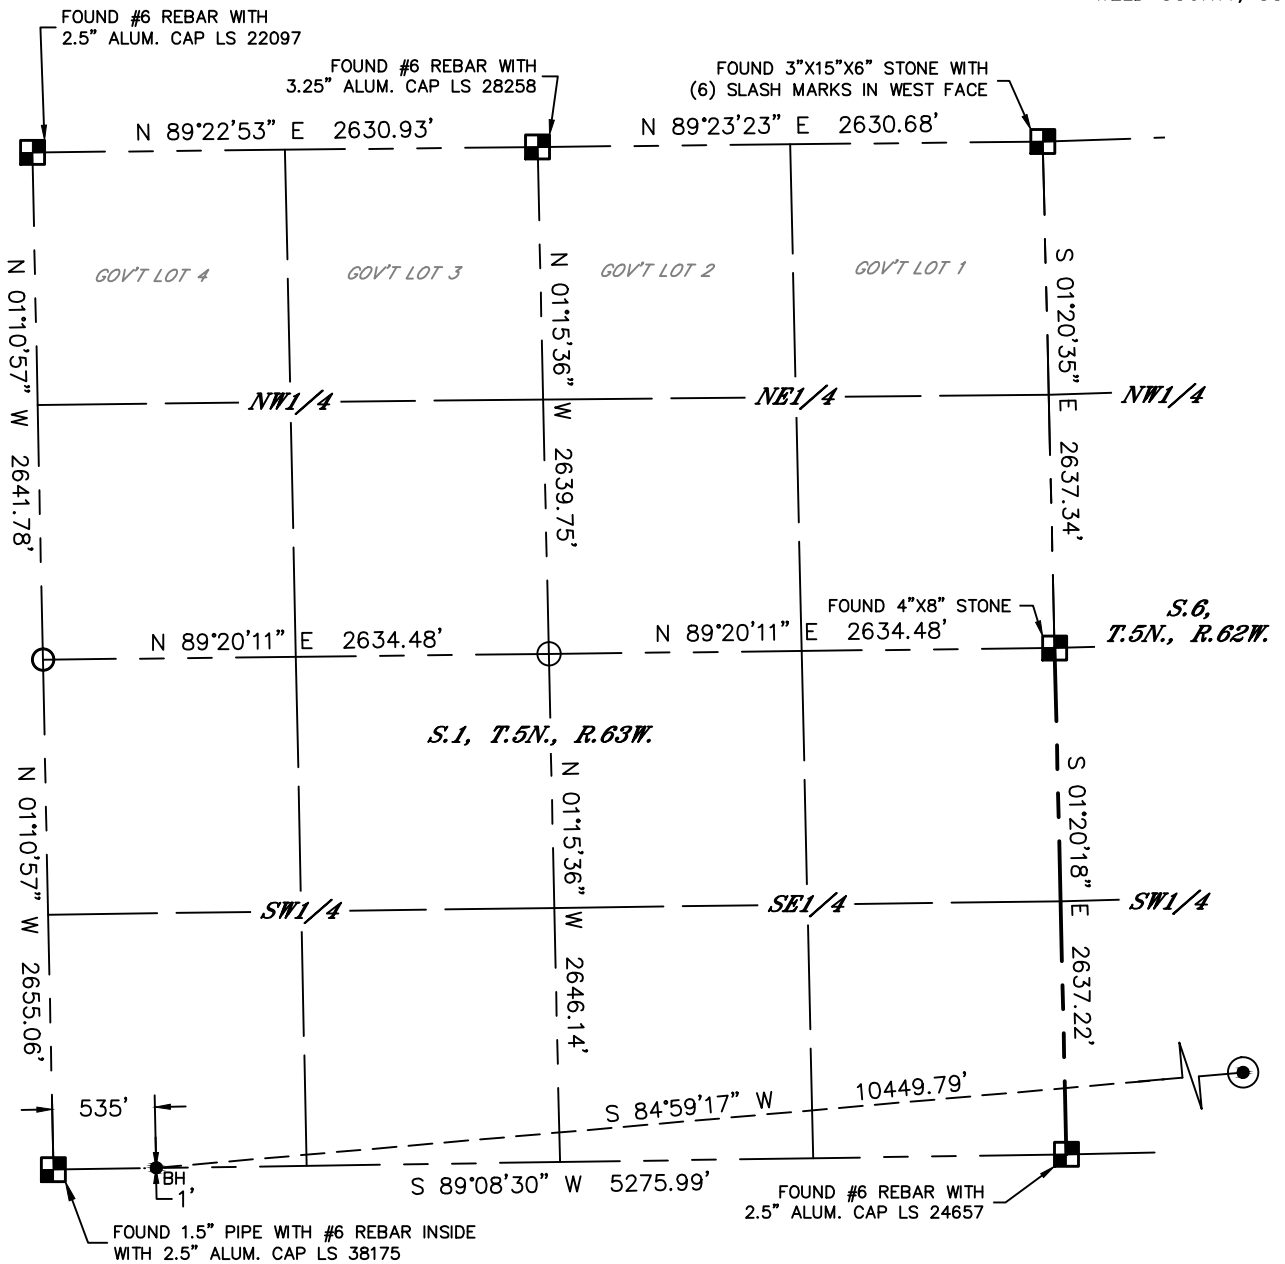 FOUND #6 REBAR WITH
2.5" ALUM. CAP LS 22097
FOUND #6 REBAR WITH
3.25" ALUM. CAP LS 28258
FOUND 3"X15"X6" STONE WITH
(6) SLASH MARKS IN WEST FACE
N 89°22'53" E 2630.93'
N 89°23'23" E 2630.68'
GOV'T LOT 4
GOV'T LOT 3
GOV'T LOT 2
GOV'T LOT 1
N 01°10'57" W 2641.78'
N 01°15'36" W 2639.75'
S 01°20'35" E 2637.34'
NW1/4
NE1/4
NW1/4
FOUND 4"X8" STONE
S.6,
T.5N., R.62W.
N 89°20'11" E 2634.48'
N 89°20'11" E 2634.48'
S.1, T.5N., R.63W.
N 01°10'57" W 2655.06'
N 01°15'36" W 2646.14'
S 01°20'18" E 2637.22'
SW1/4
SE1/4
SW1/4
535'
S 84°59'17" W 10449.79'
BH
1'
S 89°08'30" W 5275.99'
FOUND #6 REBAR WITH
2.5" ALUM. CAP LS 24657
FOUND 1.5" PIPE WITH #6 REBAR INSIDE
WITH 2.5" ALUM. CAP LS 38175